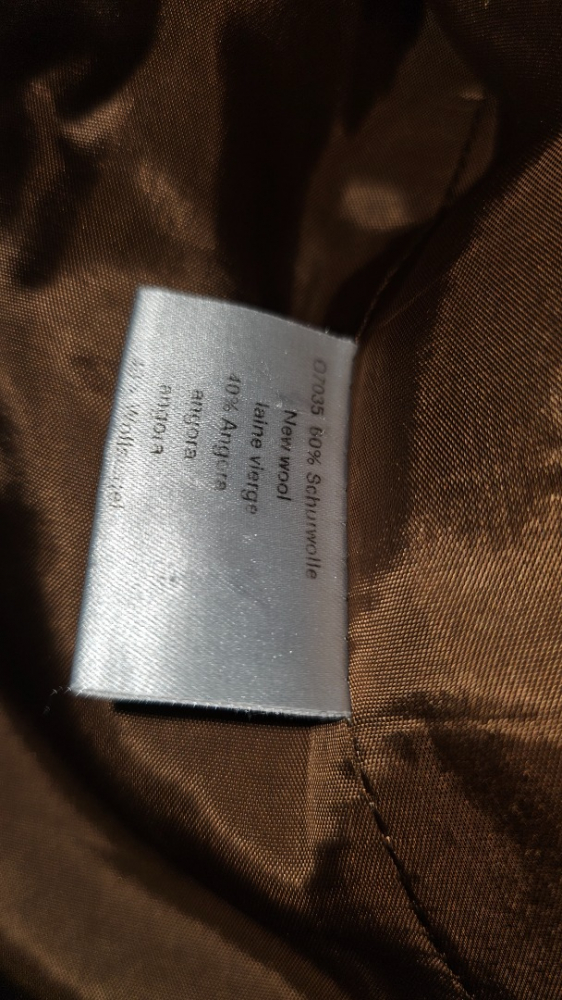 07035 60% Schurwolle
New wool
laine vierge
40% Angora
angora
angora